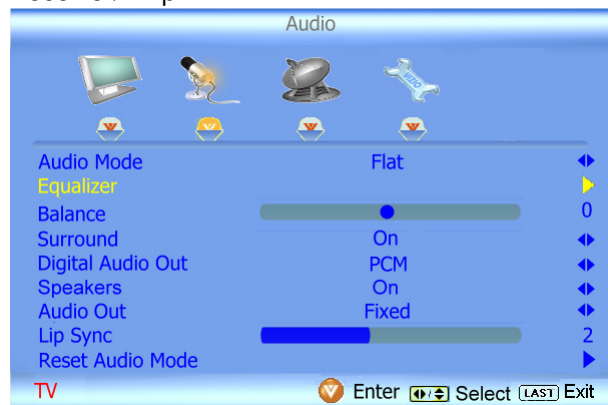 Audio
VIZIO
Audio Mode Flat
Equalizer
Balance 0
Surround On
Digital Audio Out PCM
Speakers On
Audio Out Fixed
Lip Sync 2
Reset Audio Mode
TV Enter Select LAST Exit